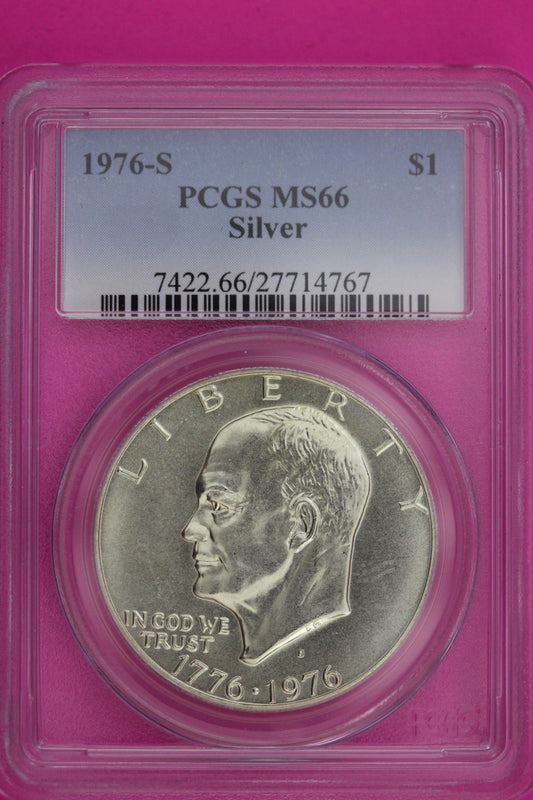 1976-S $1
PCGS MS66
Silver
7422.66/27714767
LIBERTY
IN GOD WE
TRUST
S
1776 · 1976